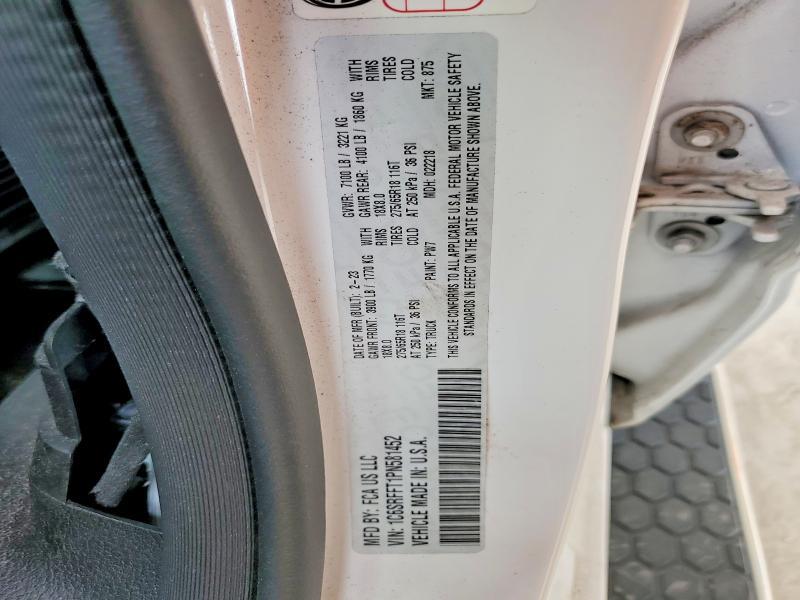 MFD BY: FCA US LLC
VIN: 1C6SRFFT1PN581452
VEHICLE MADE IN: U.S.A.
DATE OF MFR (BUILT): 2-23 GVWR: 7100 LB / 3221 KG
GAWR FRONT: 3900 LB / 1770 KG WITH GAWR REAR: 4100 LB / 1860 KG WITH
18X8.0 RIMS 18X8.0 RIMS
275/65R18 116T TIRES 275/65R18 116T TIRES
AT 250 kPa / 36 PSI COLD AT 250 kPa / 36 PSI COLD
TYPE: TRUCK PAINT: PW7 MDH: 022218 MKT: 875
THIS VEHICLE CONFORMS TO ALL APPLICABLE U.S.A. FEDERAL MOTOR VEHICLE SAFETY
STANDARDS IN EFFECT ON THE DATE OF MANUFACTURE SHOWN ABOVE.